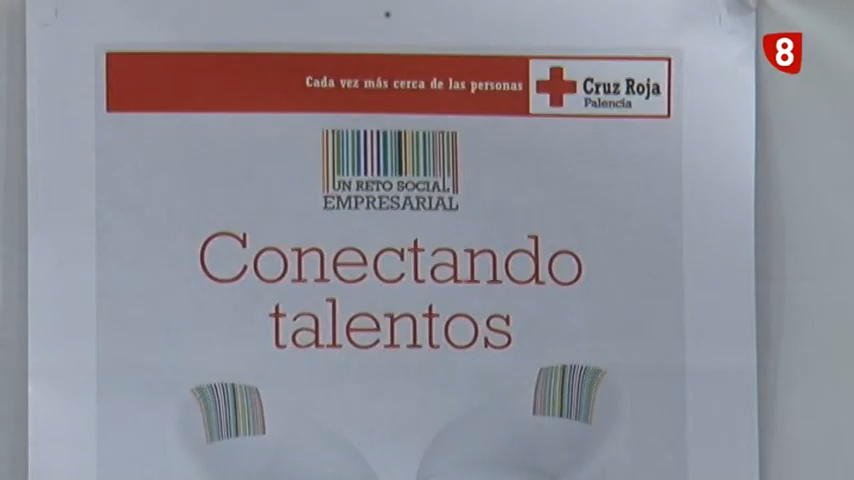 8
Cada vez más cerca de las personas
Cruz Roja
Palencia
UN RETO SOCIAL
EMPRESARIAL
Conectando
talentos